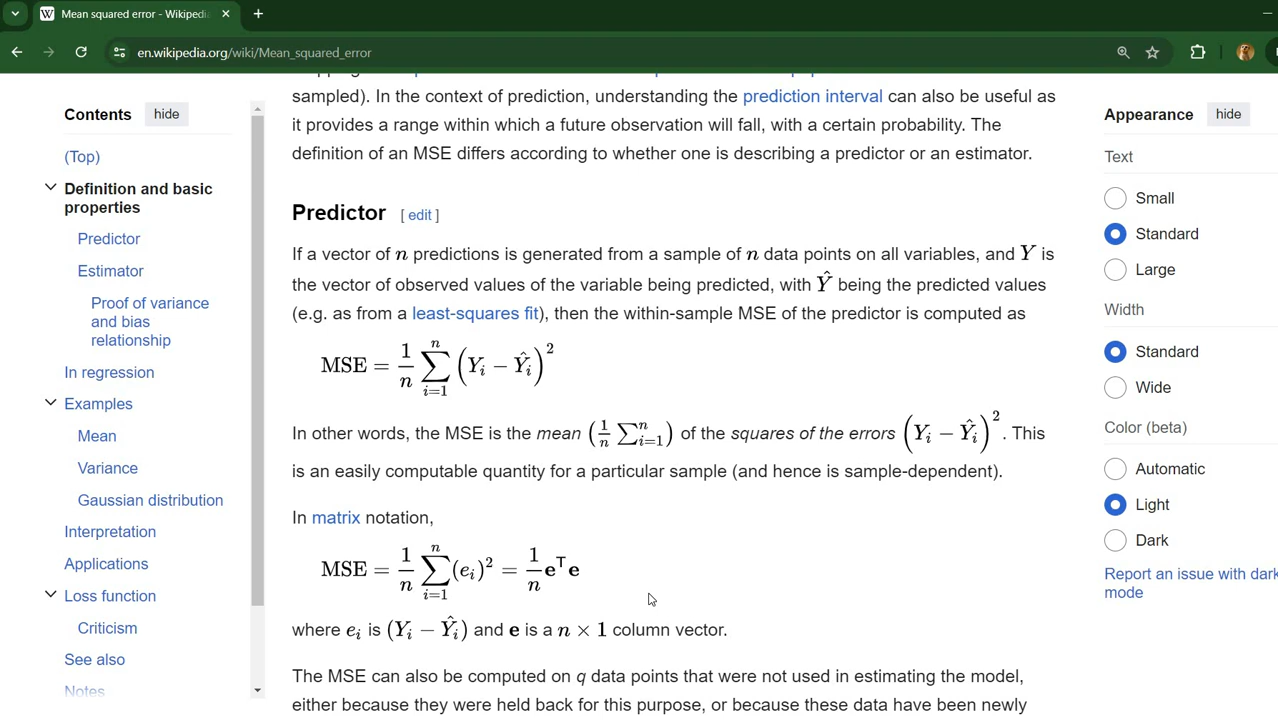 Mean squared error - Wikipedi
en.wikipedia.org/wiki/Mean_squared_error
Contents hide
(Top)
Definition and basic
properties
Predictor
Estimator
Proof of variance
and bias
relationship
In regression
Examples
Mean
Variance
Gaussian distribution
Interpretation
Applications
Loss function
Criticism
See also
Notes
sampled). In the context of prediction, understanding the prediction interval can also be useful as
it provides a range within which a future observation will fall, with a certain probability. The
definition of an MSE differs according to whether one is describing a predictor or an estimator.
Predictor [ edit ]
If a vector of n predictions is generated from a sample of n data points on all variables, and Y is
the vector of observed values of the variable being predicted, with Ŷ being the predicted values
(e.g. as from a least-squares fit), then the within-sample MSE of the predictor is computed as
MSE = 1/n ∑_{i=1}^{n} (Y_i − Ŷ_i)^2
In other words, the MSE is the mean (1/n ∑_{i=1}^{n}) of the squares of the errors (Y_i − Ŷ_i)^2. This
is an easily computable quantity for a particular sample (and hence is sample-dependent).
In matrix notation,
MSE = 1/n ∑_{i=1}^{n} (e_i)^2 = 1/n e^T e
where e_i is (Y_i − Ŷ_i) and e is a n × 1 column vector.
The MSE can also be computed on q data points that were not used in estimating the model,
either because they were held back for this purpose, or because these data have been newly
Appearance hide
Text
Small
Standard
Large
Width
Standard
Wide
Color (beta)
Automatic
Light
Dark
Report an issue with dark
mode